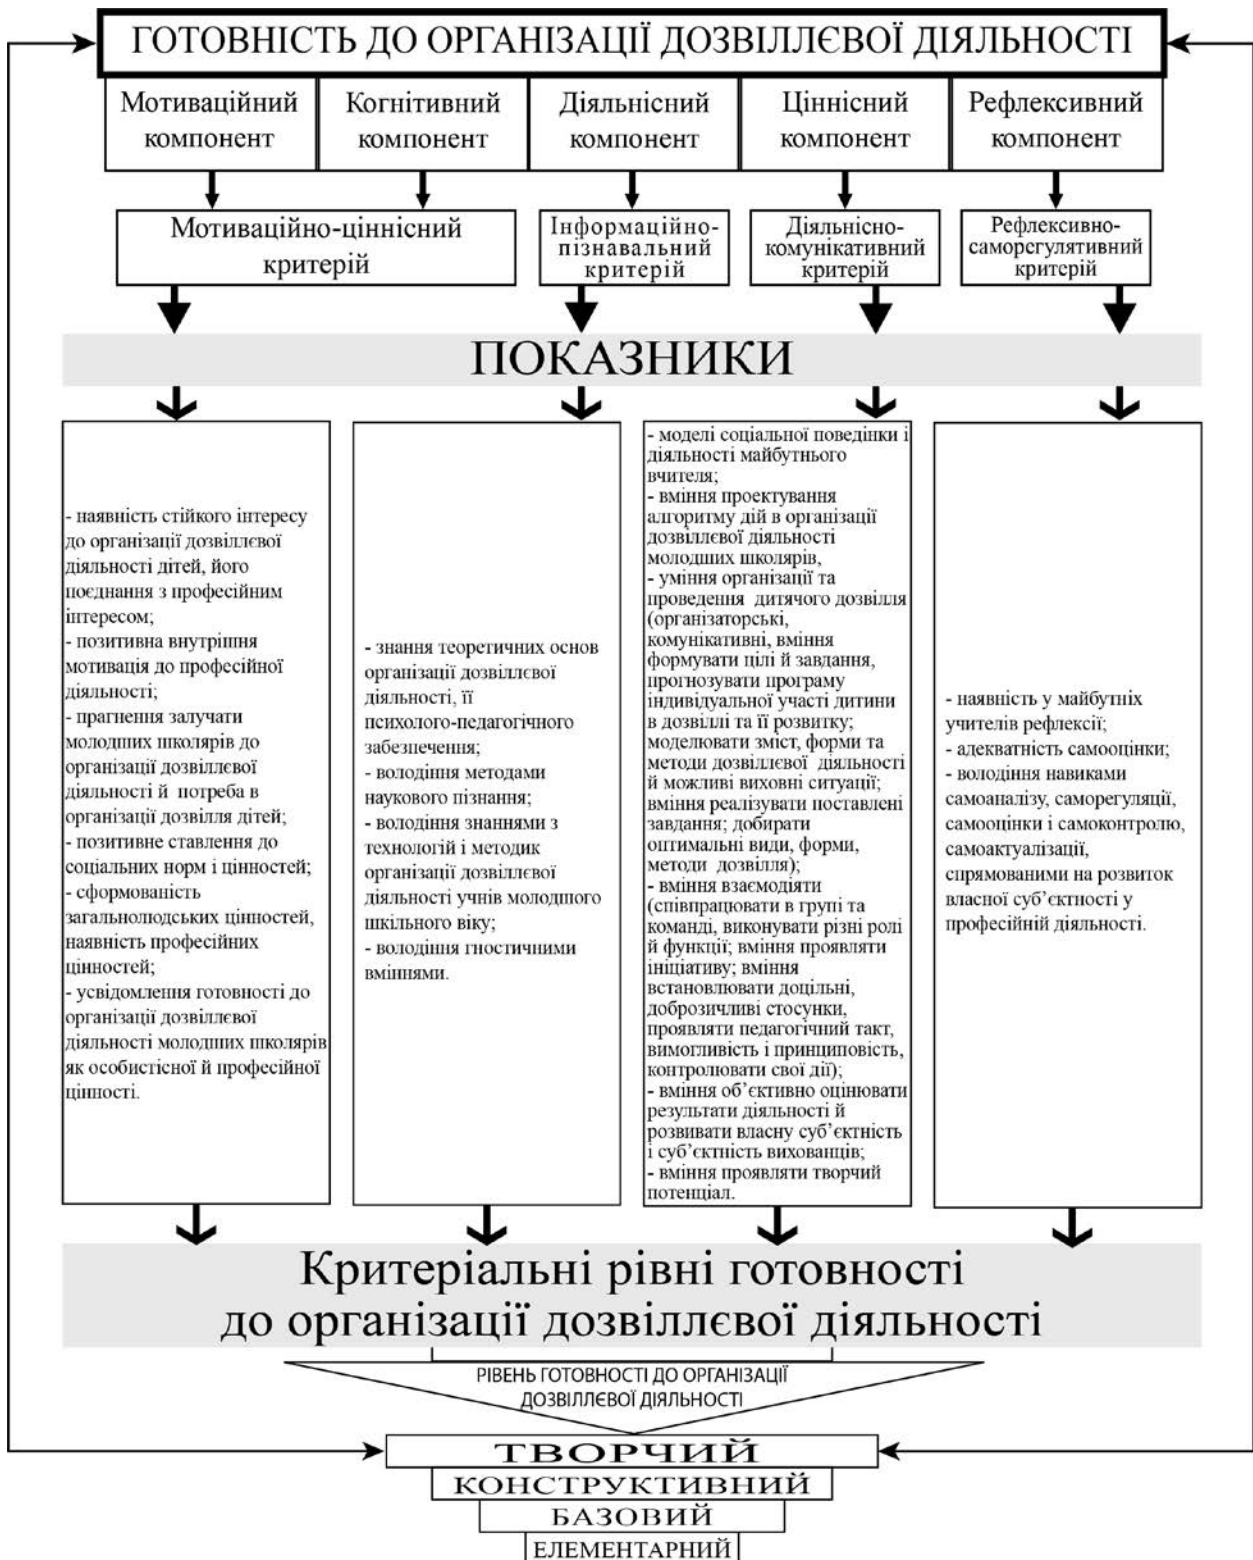 ГОТОВНІСТЬ ДО ОРГАНІЗАЦІЇ ДОЗВІЛЛЄВОЇ ДІЯЛЬНОСТІ
Мотиваційний
компонент
Когнітивний
компонент
Діяльнісний
компонент
Ціннісний
компонент
Рефлексивний
компонент
Мотиваційно-ціннісний
критерій
Інформаційно-
пізнавальний
критерій
Діяльнісно-
комунікативний
критерій
Рефлексивно-
саморегулятивний
критерій
ПОКАЗНИКИ
- наявність стійкого інтересу
до організації дозвіллєвої
діяльності дітей, його
поєднання з професійним
інтересом;
- позитивна внутрішня
мотивація до професійної
діяльності;
- прагнення залучати
молодших школярів до
організації дозвіллєвої
діяльності й потреба в
організації дозвілля дітей;
- позитивне ставлення до
соціальних норм і цінностей;
- сформованість
загальнолюдських цінностей,
наявність професійних
цінностей;
- усвідомлення готовності до
організації дозвіллєвої
діяльності молодших школярів
як особистісної й професійної
цінності.
- знання теоретичних основ
організації дозвіллєвої
діяльності, її
психолого-педагогічного
забезпечення;
- володіння методами
наукового пізнання;
- володіння знаннями з
технологій і методик
організації дозвіллєвої
діяльності учнів молодшого
шкільного віку;
- володіння гностичними
вміннями.
- моделі соціальної поведінки і
діяльності майбутнього
вчителя;
- вміння проектування
алгоритму дій в організації
дозвіллєвої діяльності
молодших школярів,
- уміння організації та
проведення дитячого дозвілля
(організаторські,
комунікативні, вміння
формувати цілі й завдання,
прогнозувати програму
індивідуальної участі дитини
в дозвіллі та її розвитку;
моделювати зміст, форми та
методи дозвіллєвої діяльності
й можливі виховні ситуації;
вміння реалізувати поставлені
завдання; добирати
оптимальні види, форми,
методи дозвілля);
- вміння взаємодіяти
(співпрацювати в групі та
команді, виконувати різні ролі
й функції; вміння проявляти
ініціативу; вміння
встановлювати доцільні,
доброзичливі стосунки,
проявляти педагогічний такт,
вимогливість і принциповість,
контролювати свої дії);
- вміння об’єктивно оцінювати
результати діяльності й
розвивати власну суб’єктність
і суб’єктність вихованців;
- вміння проявляти творчий
потенціал.
- наявність у майбутніх
учителів рефлексії;
- адекватність самооцінки;
- володіння навиками
самоаналізу, саморегуляції,
самооцінки і самоконтролю,
самоактуалізації,
спрямованими на розвиток
власної суб’єктності у
професійній діяльності.
Критеріальні рівні готовності
до організації дозвіллєвої діяльності
РІВЕНЬ ГОТОВНОСТІ ДО ОРГАНІЗАЦІЇ
ДОЗВІЛЛЄВОЇ ДІЯЛЬНОСТІ
ТВОРЧИЙ
КОНСТРУКТИВНИЙ
БАЗОВИЙ
ЕЛЕМЕНТАРНИЙ